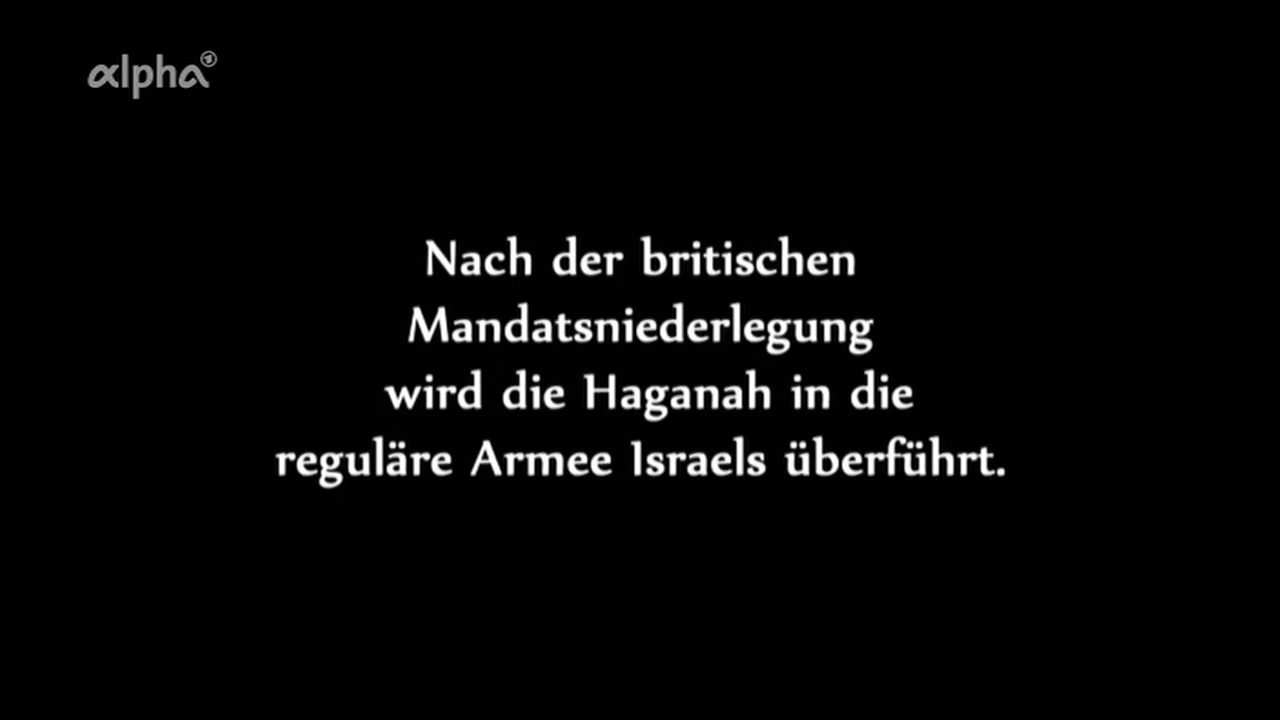 alpha
Nach der britischen
Mandatsniederlegung
wird die Haganah in die
reguläre Armee Israels überführt.